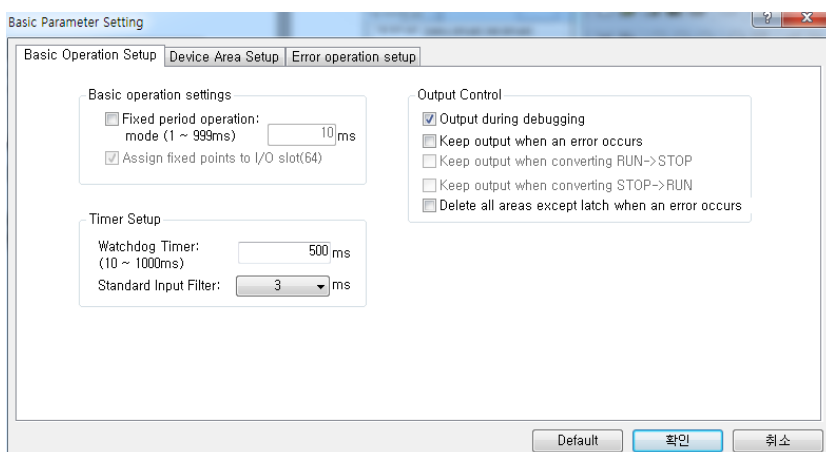 Basic Parameter Setting
?
X
Basic Operation Setup
Device Area Setup
Error operation setup
Basic operation settings
Fixed period operation:
mode (1 ~ 999ms)
10 ms
Assign fixed points to I/O slot(64)
Timer Setup
Watchdog Timer:
500 ms
(10 ~ 1000ms)
Standard Input Filter:
3
ms
Output Control
Output during debugging
Keep output when an error occurs
Keep output when converting RUN->STOP
Keep output when converting STOP->RUN
Delete all areas except latch when an error occurs
Default
확인
취소